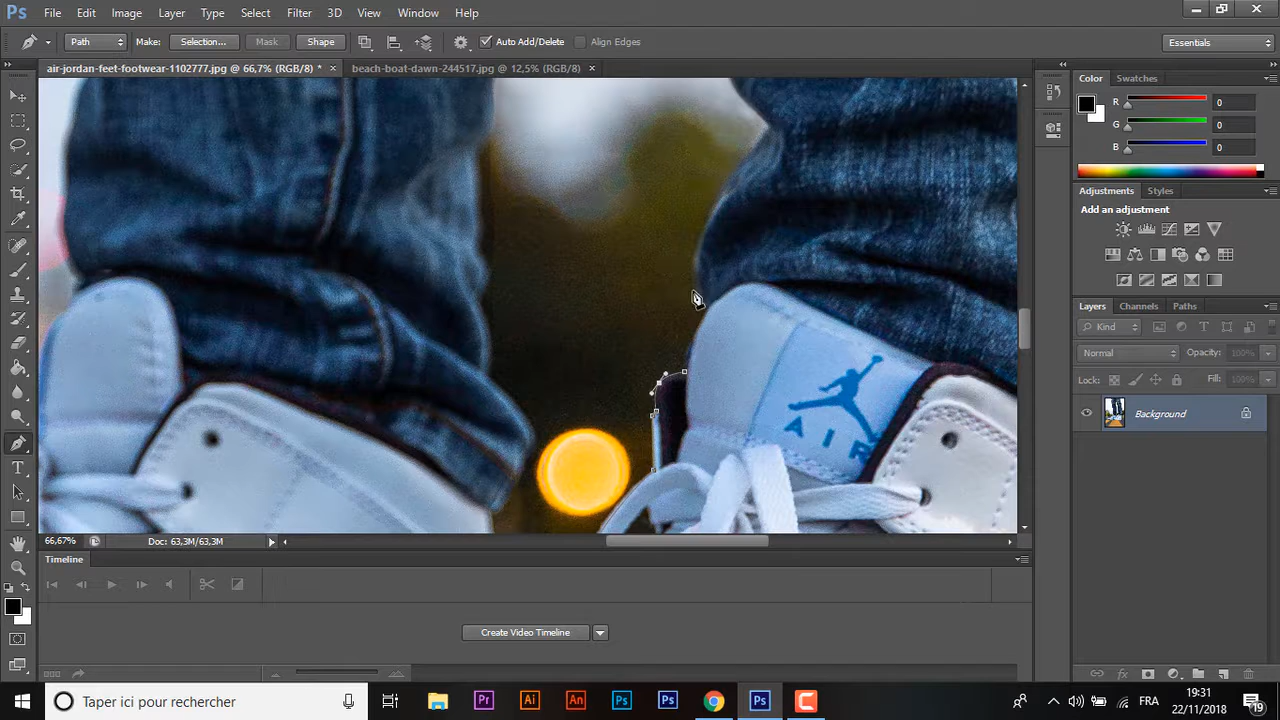 Ps File Edit Image Layer Type Select Filter 3D View Window Help
Path Make: Selection... Mask Shape Auto Add/Delete Align Edges Essentials
air-jordan-feet-footwear-1102777.jpg @ 66,7% (RGB/8) * × beach-boat-dawn-244517.jpg @ 12,5% (RGB/8) ×
Color Swatches
R 0
G 0
B 0
Adjustments Styles
Add an adjustment
Layers Channels Paths
Kind
Normal Opacity: 100%
Lock: Fill: 100%
Background
AIR
66,67% Doc: 63,3M/63,3M
Timeline
Create Video Timeline
Taper ici pour rechercher Pr Ai An Ps Ps Ps FRA 19:31
22/11/2018 19